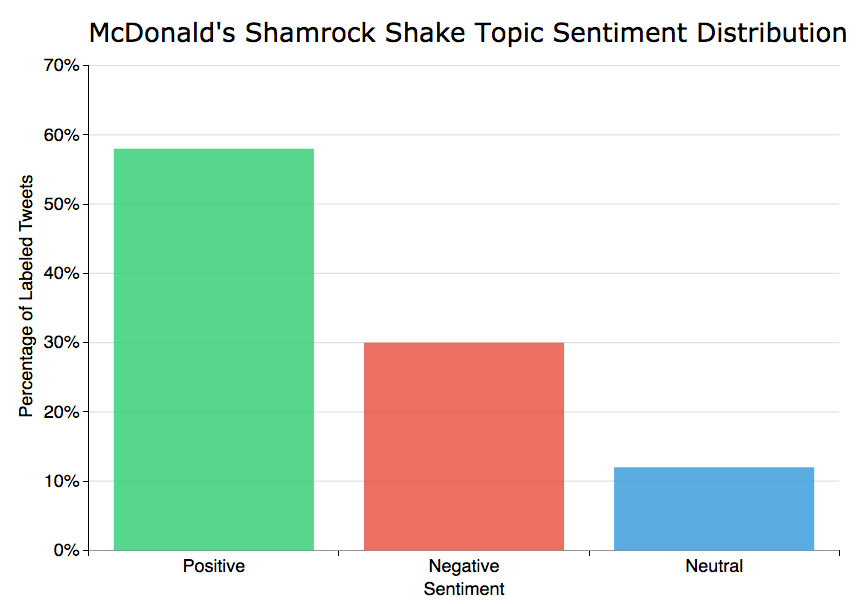 McDonald's Shamrock Shake Topic Sentiment Distribution
70%
60%
50%
40%
30%
20%
10%
0%
Percentage of Labeled Tweets
Positive
Negative
Neutral
Sentiment